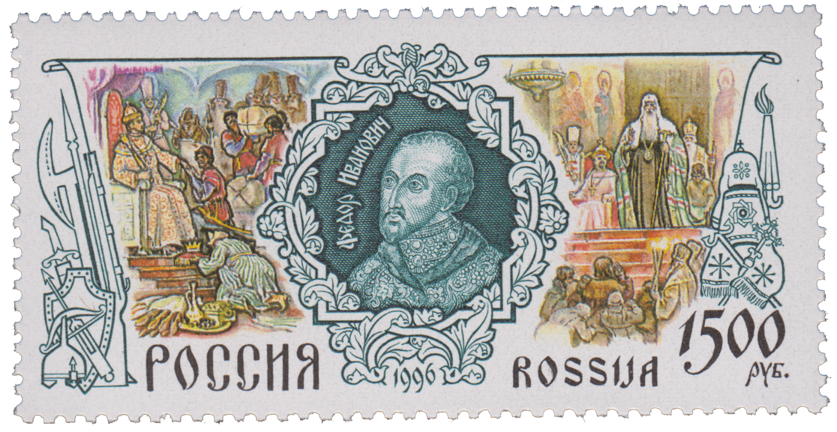 Федор Иванович
РОССИЯ
1996
ROSSIJA
1500
РУБ.